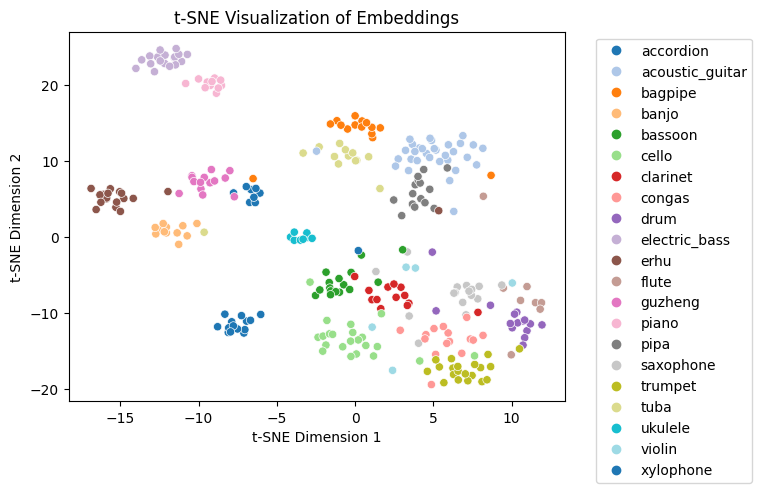 t-SNE Visualization of Embeddings
t-SNE Dimension 2
20
10
0
−10
−20
−15
−10
−5
0
5
10
t-SNE Dimension 1
accordion
acoustic_guitar
bagpipe
banjo
bassoon
cello
clarinet
congas
drum
electric_bass
erhu
flute
guzheng
piano
pipa
saxophone
trumpet
tuba
ukulele
violin
xylophone